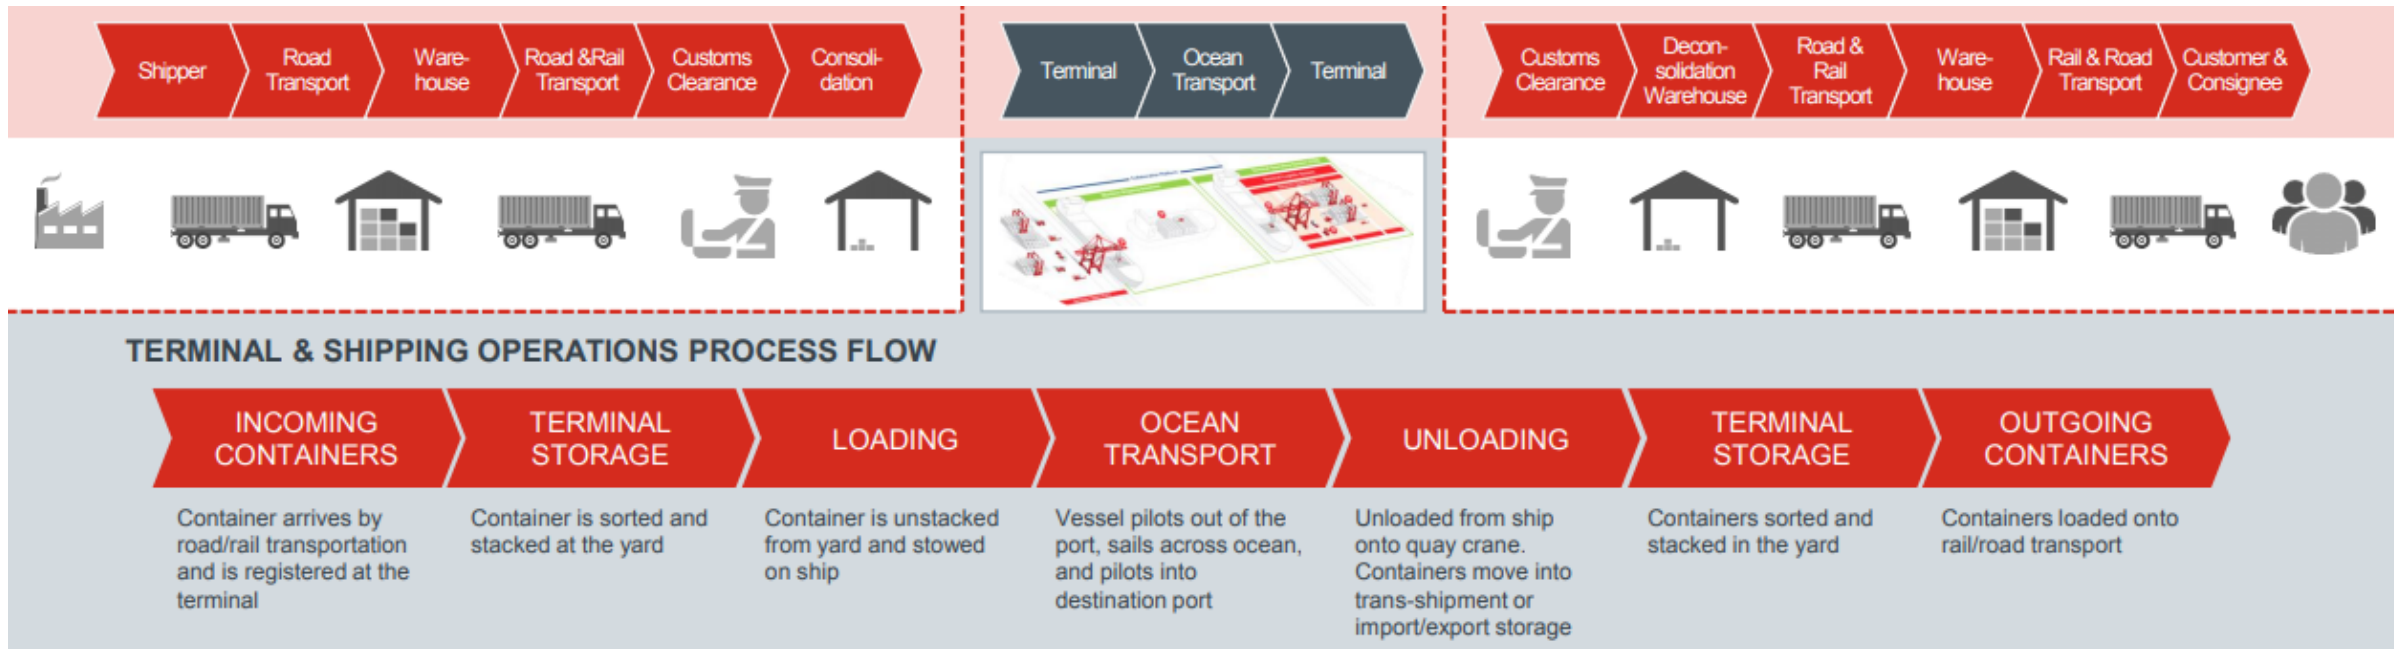 Shipper
Road
Transport
Ware-
house
Road &Rail
Transport
Customs
Clearance
Consoli-
dation
Terminal
Ocean
Transport
Terminal
Customs
Clearance
Decon-
solidation
Warehouse
Road &
Rail
Transport
Ware-
house
Rail & Road
Transport
Customer &
Consignee
TERMINAL & SHIPPING OPERATIONS PROCESS FLOW
INCOMING
CONTAINERS
Container arrives by
road/rail transportation
and is registered at the
terminal
TERMINAL
STORAGE
Container is sorted and
stacked at the yard
LOADING
Container is unstacked
from yard and stowed
on ship
OCEAN
TRANSPORT
Vessel pilots out of the
port, sails across ocean,
and pilots into
destination port
UNLOADING
Unloaded from ship
onto quay crane.
Containers move into
trans-shipment or
import/export storage
TERMINAL
STORAGE
Containers sorted and
stacked in the yard
OUTGOING
CONTAINERS
Containers loaded onto
rail/road transport